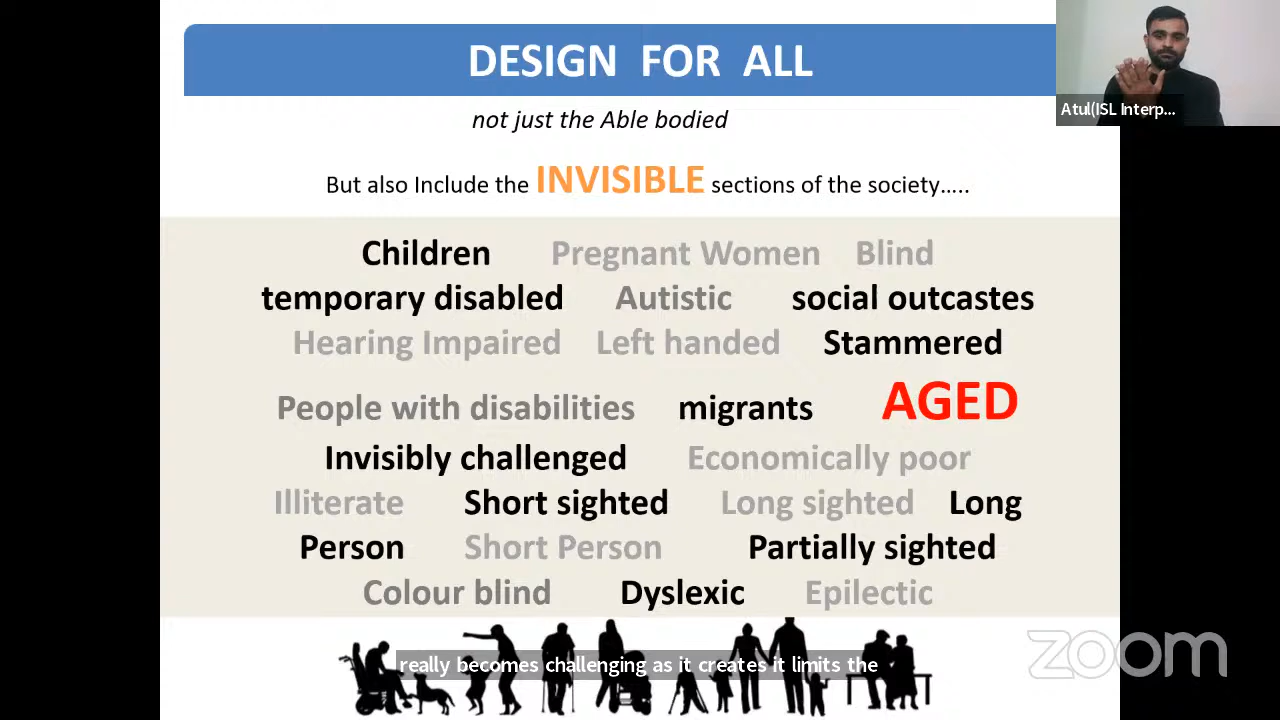 DESIGN FOR ALL
not just the Able bodied
But also Include the INVISIBLE sections of the society.....
Children Pregnant Women Blind
temporary disabled Autistic social outcastes
Hearing Impaired Left handed Stammered
People with disabilities migrants AGED
Invisibly challenged Economically poor
Illiterate Short sighted Long sighted Long
Person Short Person Partially sighted
Colour blind Dyslexic Epilectic
really becomes challenging as it creates it limits the
Atul(ISL Interp...
zoom